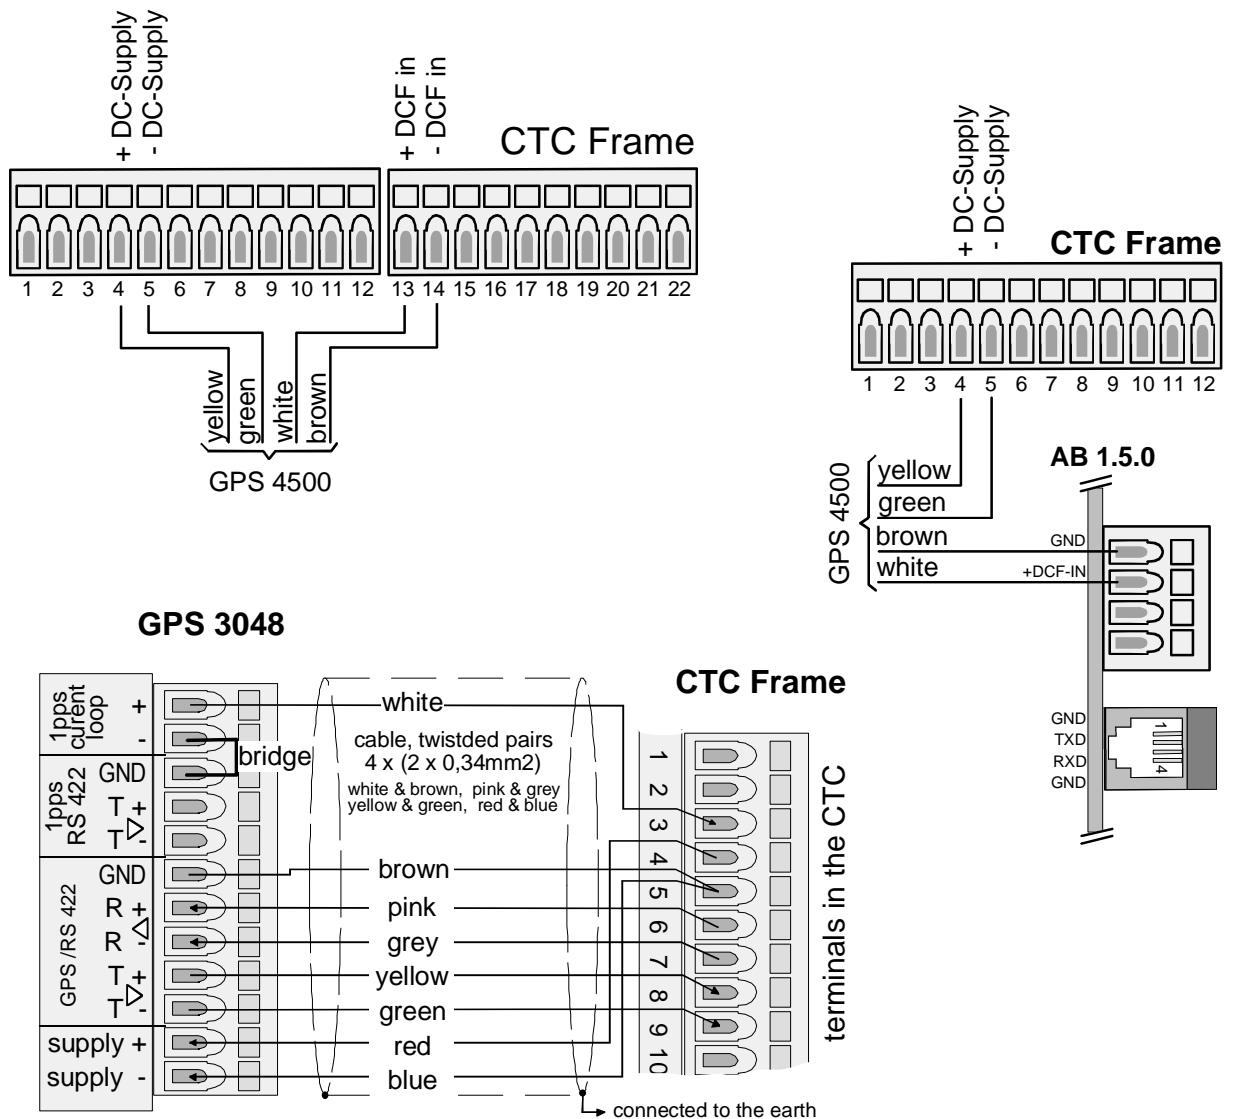 + DC-Supply
- DC-Supply
+ DCF in
- DCF in
CTC Frame
1 2 3 4 5 6 7 8 9 10 11 12 13 14 15 16 17 18 19 20 21 22
yellow
green
white
brown
GPS 4500
+ DC-Supply
- DC-Supply
CTC Frame
1 2 3 4 5 6 7 8 9 10 11 12
AB 1.5.0
GPS 4500
yellow
green
brown
white
GND
+DCF-IN
GND
TXD
RXD
GND
1
4
GPS 3048
1pps
curent
loop
+
-
1pps
RS 422
GND
T +
T -
GPS /RS 422
GND
R +
R -
T +
T -
supply +
supply -
bridge
white
cable, twistded pairs
4 x (2 x 0,34mm2)
white & brown, pink & grey
yellow & green, red & blue
brown
pink
grey
yellow
green
red
blue
CTC Frame
1
2
3
4
5
6
7
8
9
10
terminals in the CTC
connected to the earth